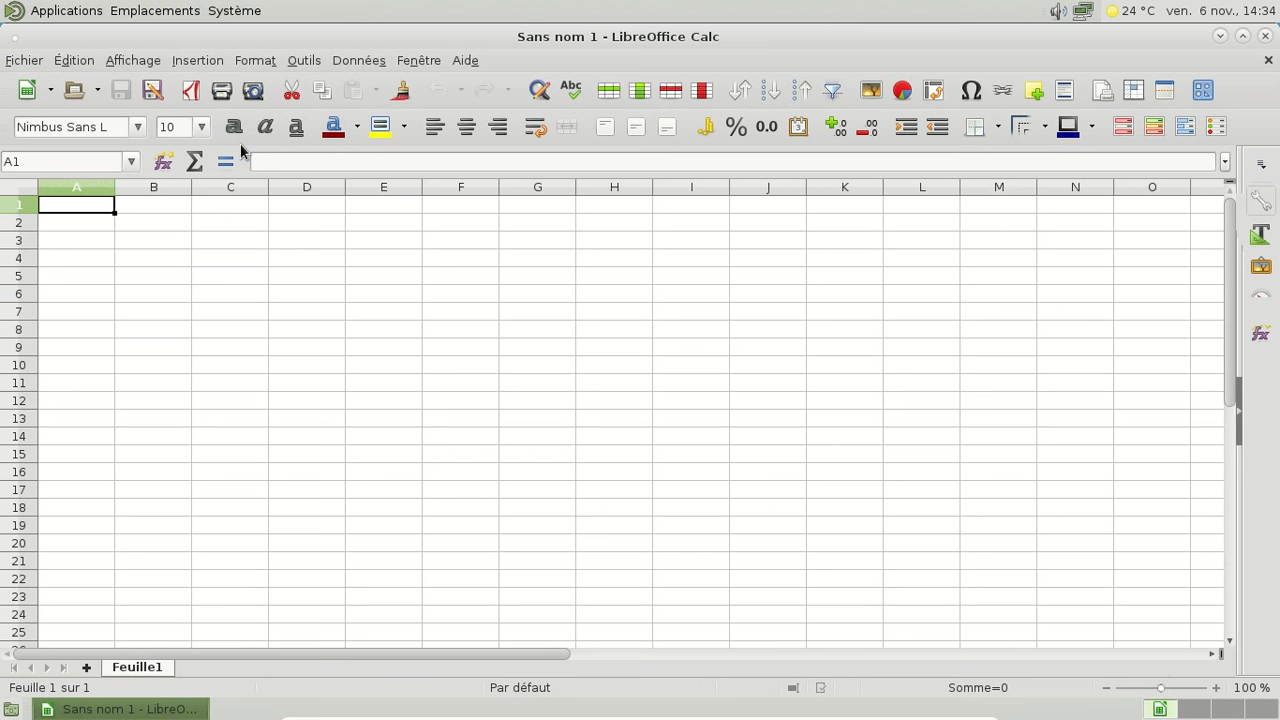 Applications Emplacements Système 24 °C ven. 6 nov., 14:34
Sans nom 1 - LibreOffice Calc
Fichier Édition Affichage Insertion Format Outils Données Fenêtre Aide
Abc
Nimbus Sans L 10 a a a a % 0.0
A1 fx Σ =
A B C D E F G H I J K L M N O
1
2
3
4
5
6
7
8
9
10
11
12
13
14
15
16
17
18
19
20
21
22
23
24
25
Feuille1
Feuille 1 sur 1 Par défaut Somme=0 100 %
Sans nom 1 - LibreO...